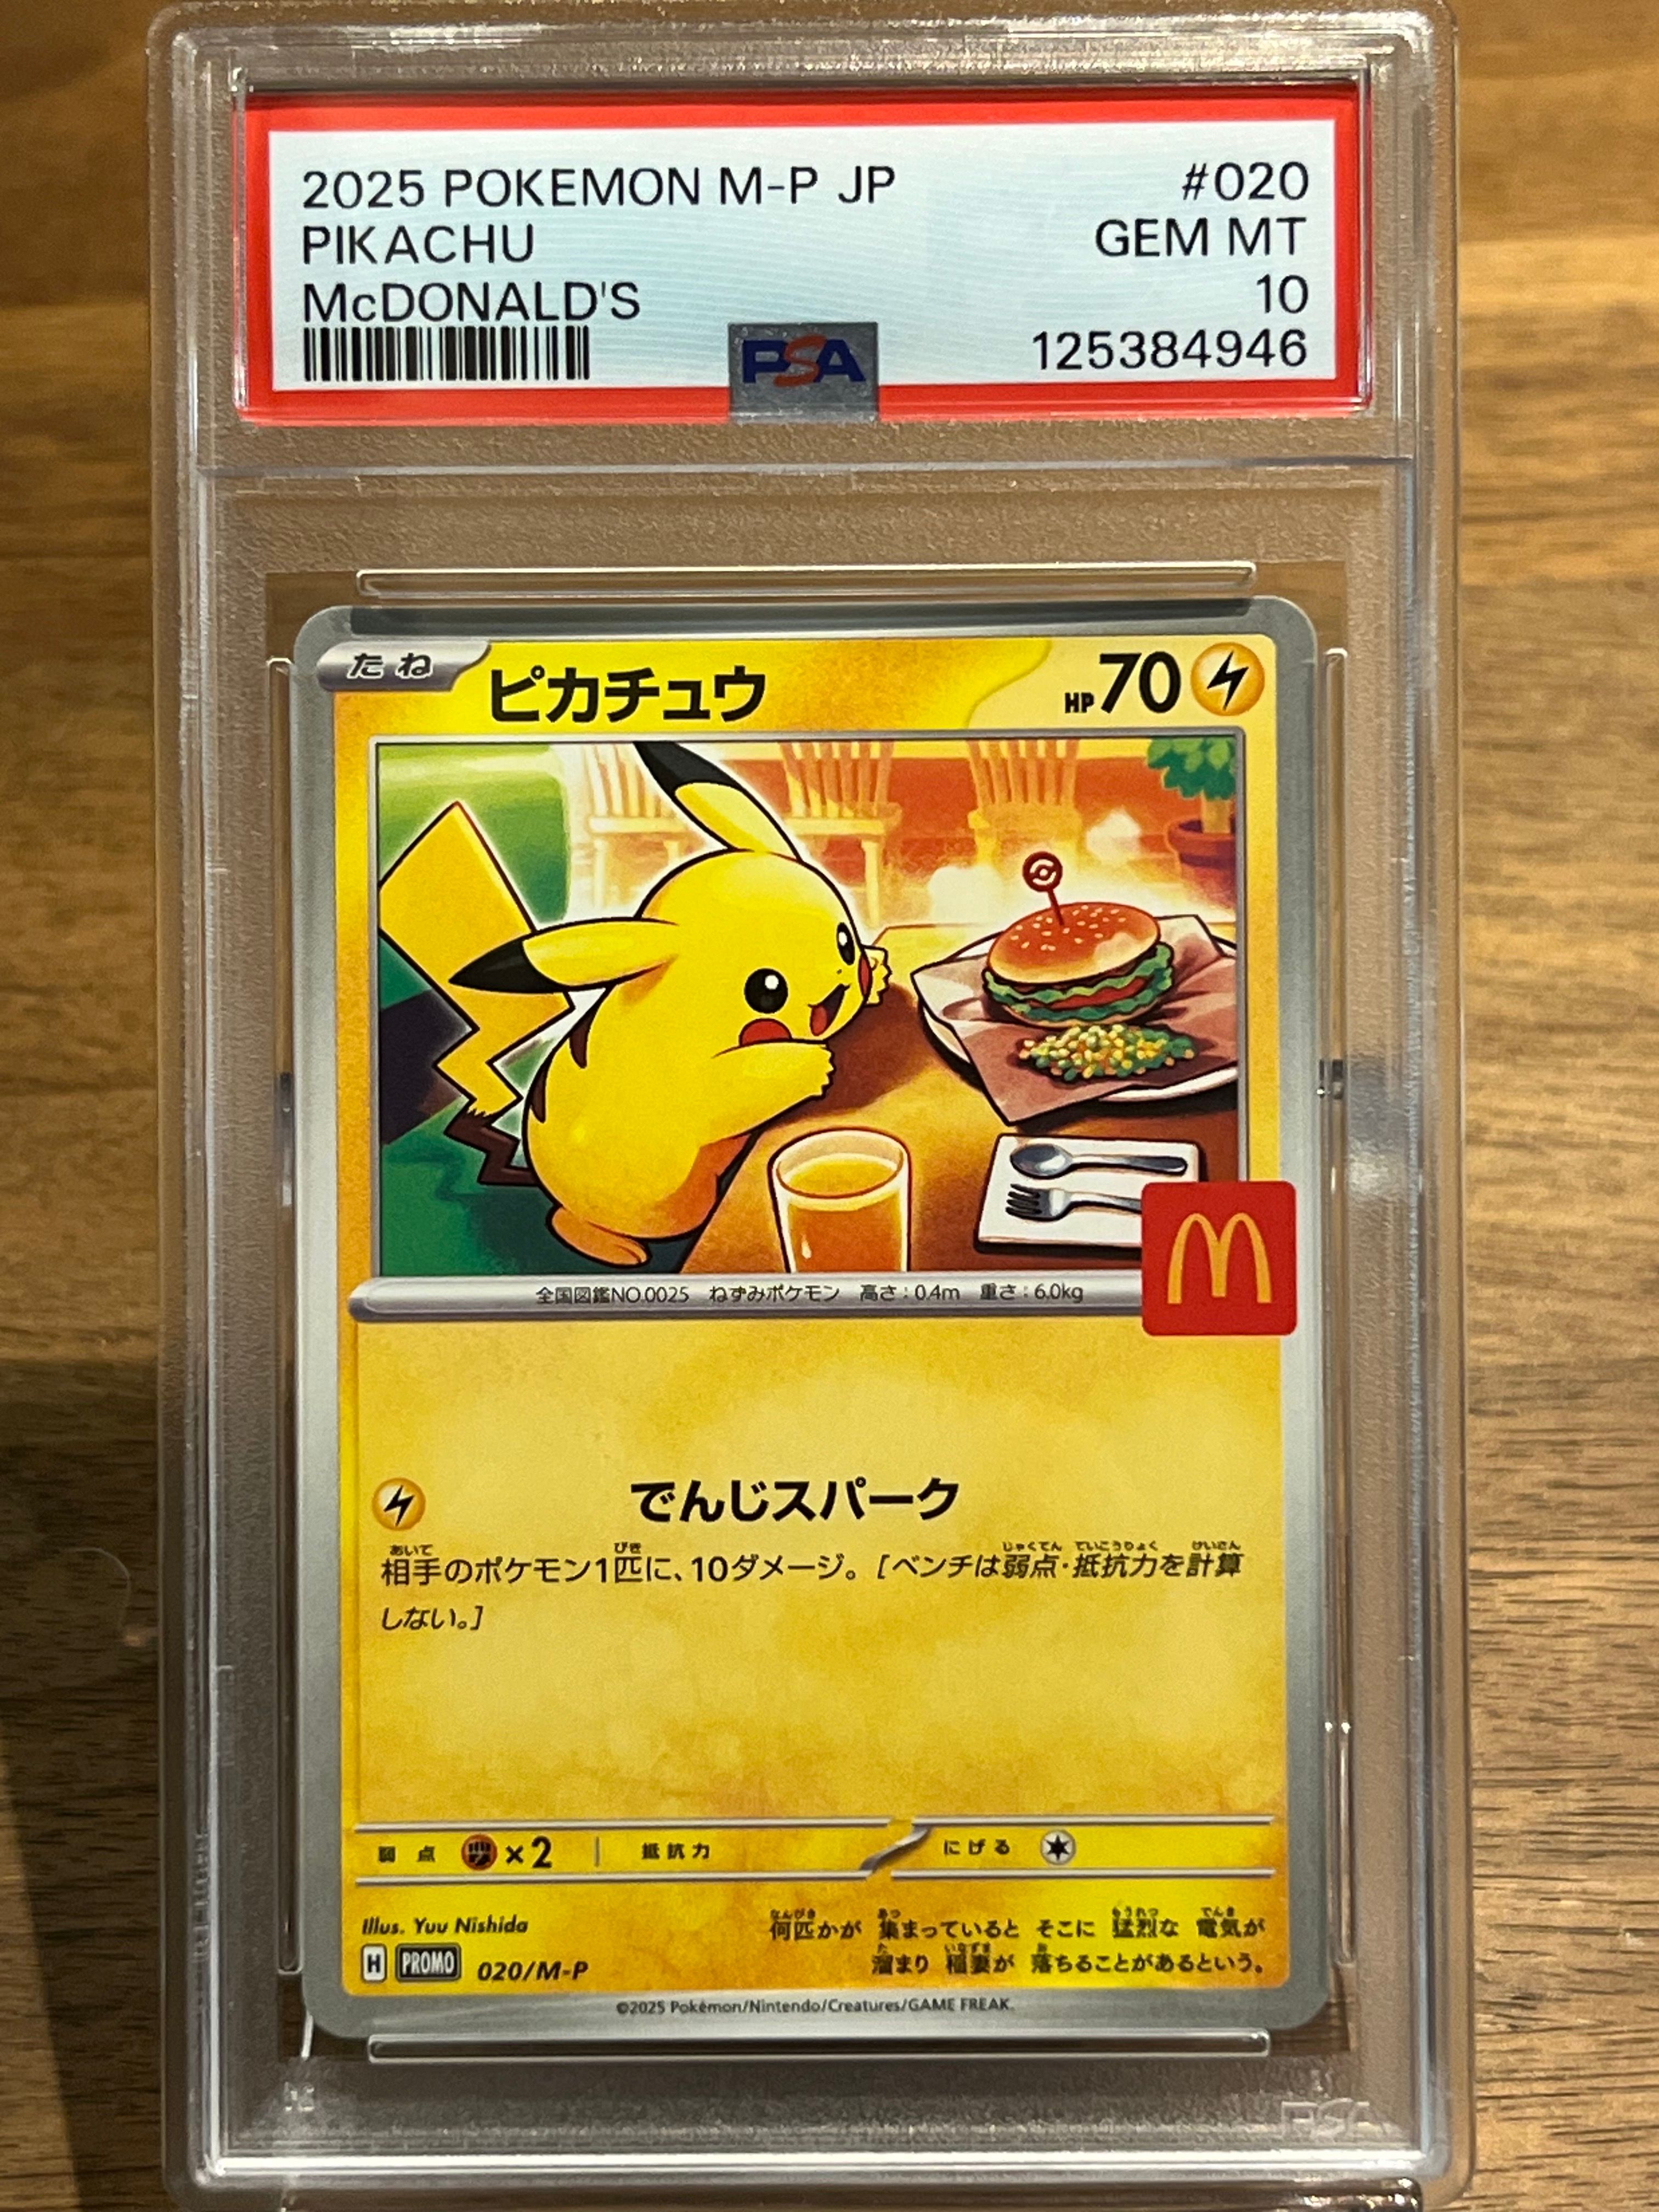 2025 POKEMON M-P JP #020
PIKACHU GEM MT
McDONALD'S 10
125384946
PSA
たね ピカチュウ HP70
M
全国図鑑NO.0025 ねずみポケモン 高さ:0.4m 重さ:6.0kg
でんじスパーク
相手のポケモン1匹に、10ダメージ。[ベンチは弱点・抵抗力を計算
しない。]
弱点 ×2 抵抗力 にげる
Illus. Yuu Nishida
何匹かが 集まっていると そこに 猛烈な 電気が
溜まり 稲妻が 落ちることがあるという。
H PROMO 020/M-P
©2025 Pokémon/Nintendo/Creatures/GAME FREAK.
PSA